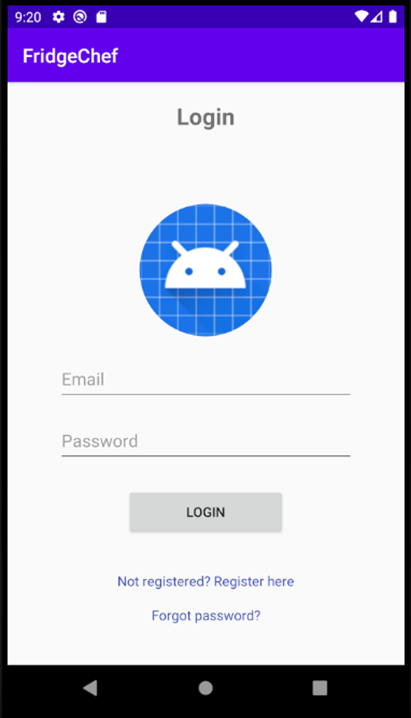 9:20
FridgeChef
Login
Email
Password
LOGIN
Not registered? Register here
Forgot password?